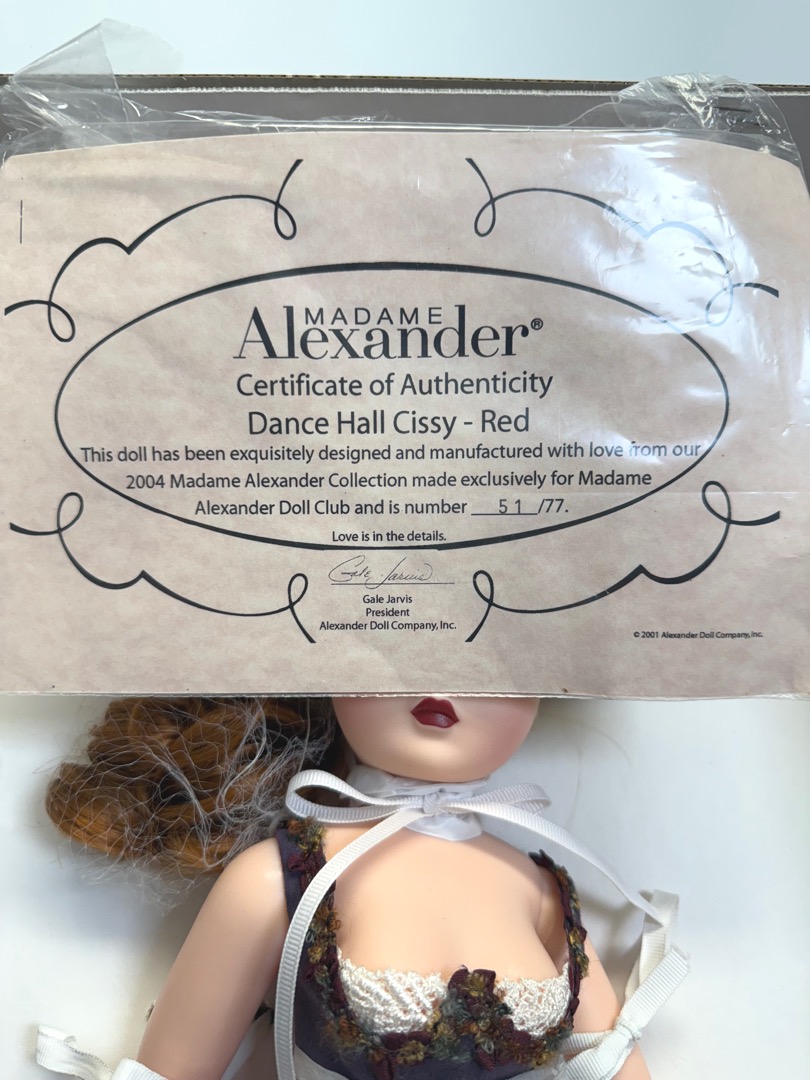 MADAME
Alexander®
Certificate of Authenticity
Dance Hall Cissy - Red
This doll has been exquisitely designed and manufactured with love from our
2004 Madame Alexander Collection made exclusively for Madame
Alexander Doll Club and is number 51 /77.
Love is in the details.
Gale Jarvis
Gale Jarvis
President
Alexander Doll Company, Inc.
© 2001 Alexander Doll Company, Inc.